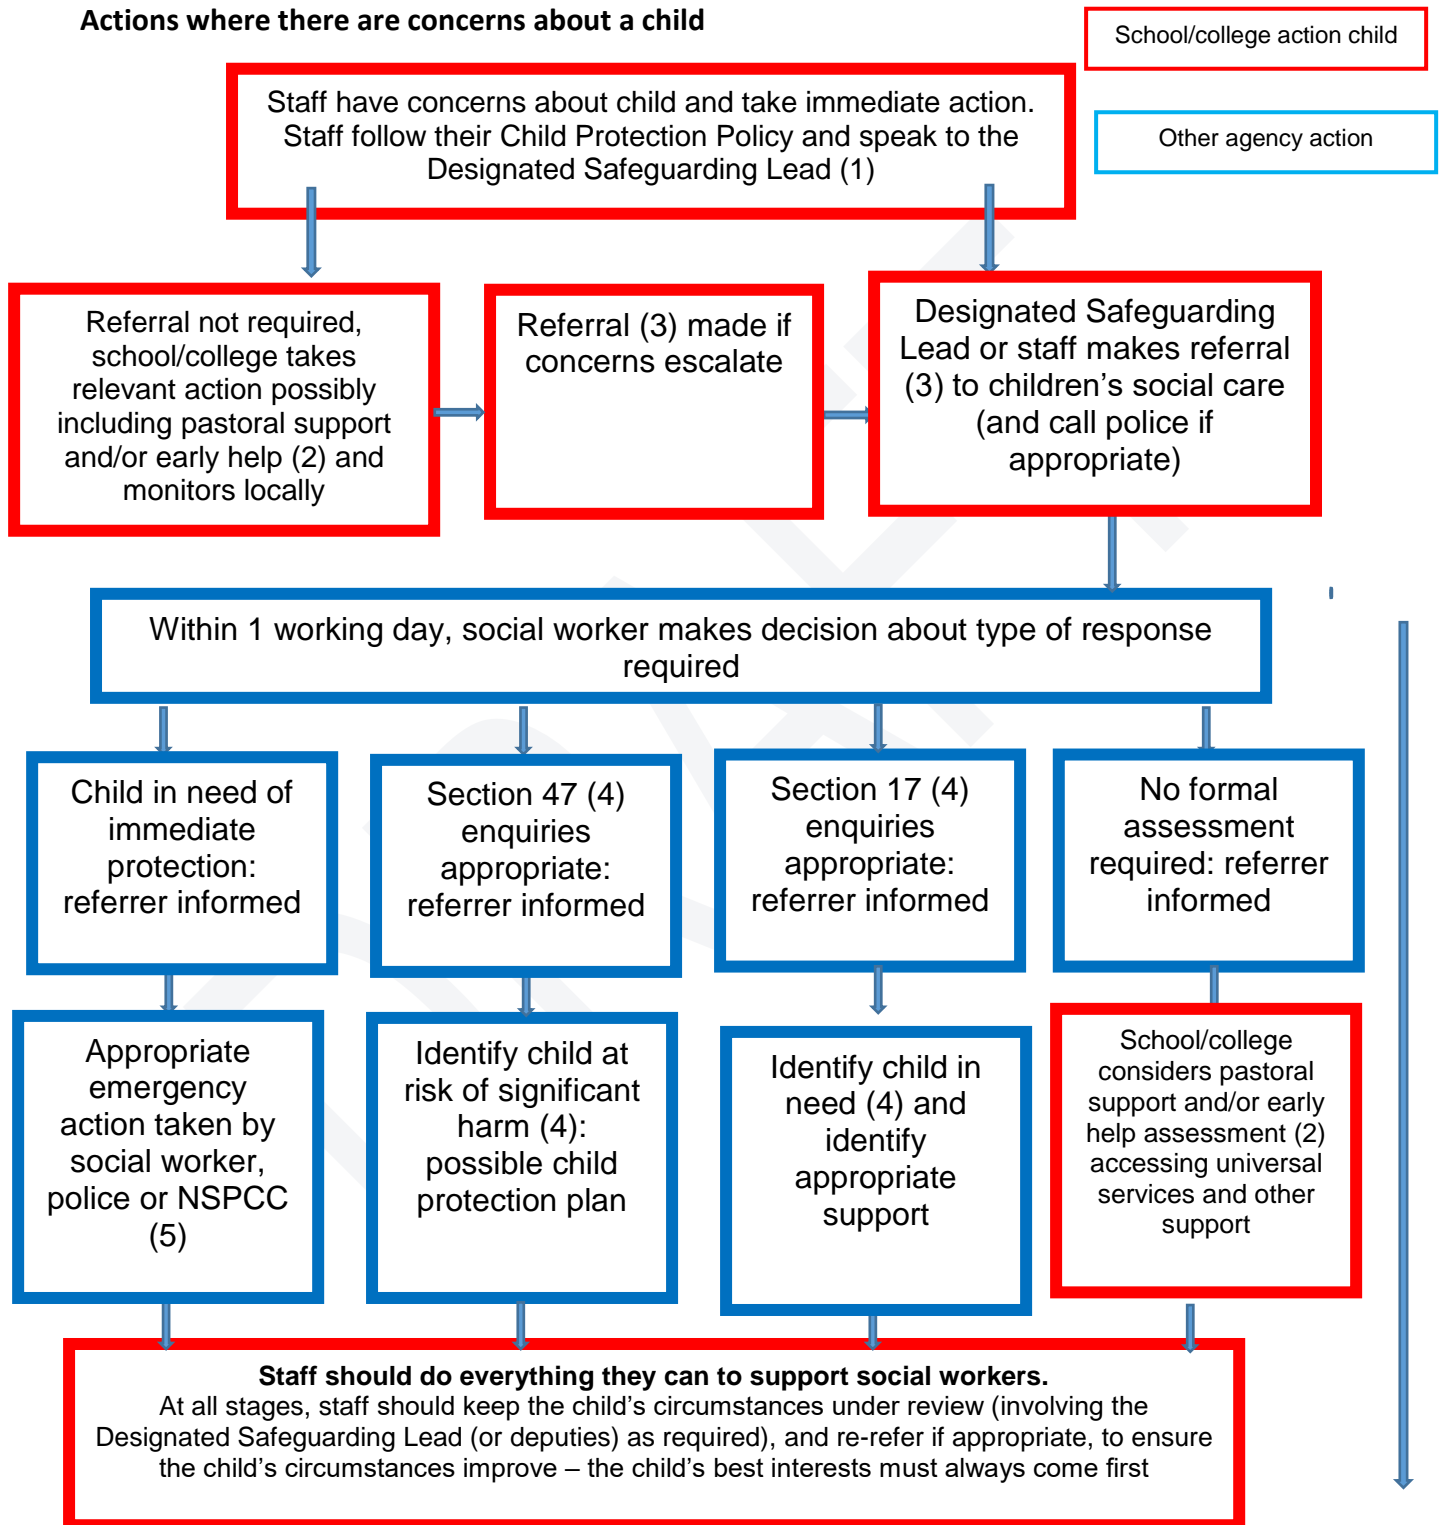 Actions where there are concerns about a child
School/college action child
Other agency action
Staff have concerns about child and take immediate action.
Staff follow their Child Protection Policy and speak to the
Designated Safeguarding Lead (1)
Referral not required,
school/college takes
relevant action possibly
including pastoral support
and/or early help (2) and
monitors locally
Referral (3) made if
concerns escalate
Designated Safeguarding
Lead or staff makes referral
(3) to children’s social care
(and call police if
appropriate)
Within 1 working day, social worker makes decision about type of response
required
Child in need of
immediate
protection:
referrer informed
Section 47 (4)
enquiries
appropriate:
referrer informed
Section 17 (4)
enquiries
appropriate:
referrer informed
No formal
assessment
required: referrer
informed
Appropriate
emergency
action taken by
social worker,
police or NSPCC
(5)
Identify child at
risk of significant
harm (4):
possible child
protection plan
Identify child in
need (4) and
identify
appropriate
support
School/college
considers pastoral
support and/or early
help assessment (2)
accessing universal
services and other
support
Staff should do everything they can to support social workers.
At all stages, staff should keep the child’s circumstances under review (involving the
Designated Safeguarding Lead (or deputies) as required), and re-refer if appropriate, to ensure
the child’s circumstances improve – the child’s best interests must always come first
DRAFT